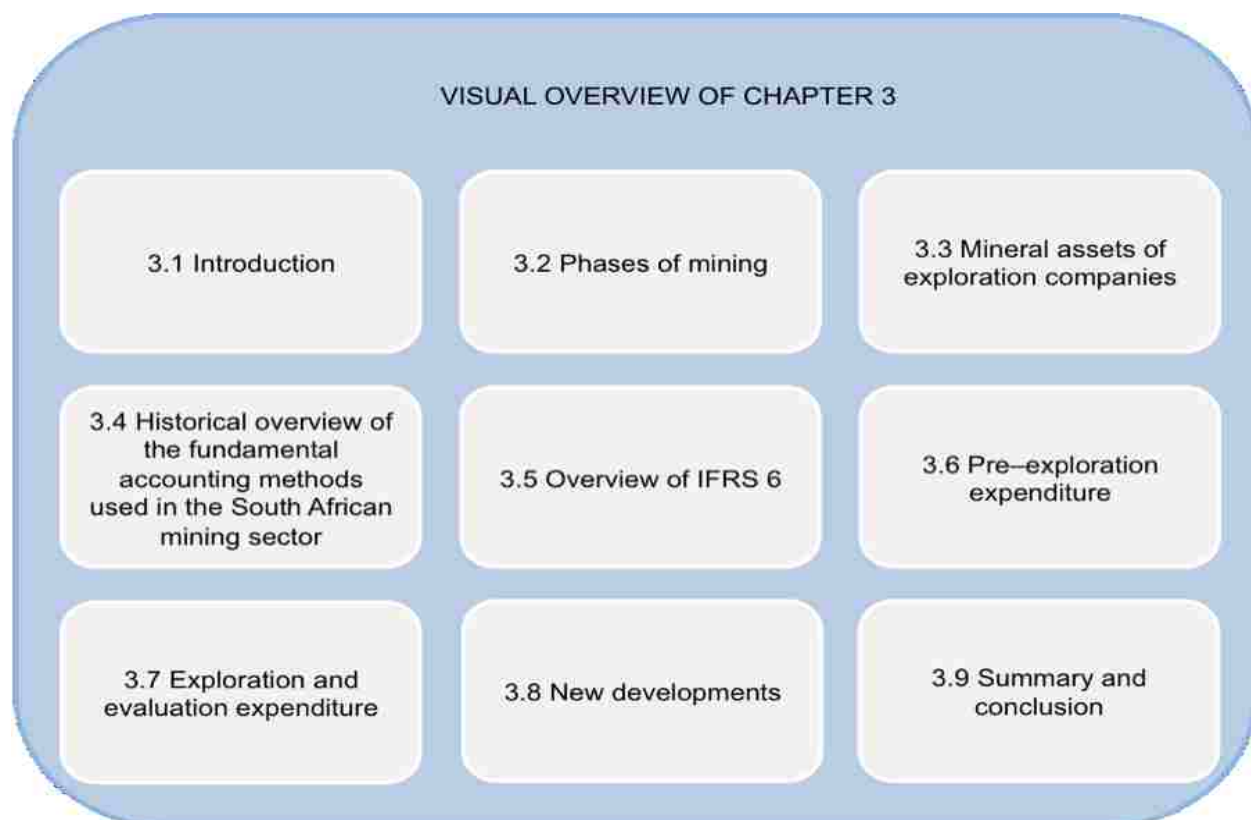 VISUAL OVERVIEW OF CHAPTER 3
3.1 Introduction
3.2 Phases of mining
3.3 Mineral assets of
exploration companies
3.4 Historical overview of
the fundamental
accounting methods
used in the South African
mining sector
3.5 Overview of IFRS 6
3.6 Pre–exploration
expenditure
3.7 Exploration and
evaluation expenditure
3.8 New developments
3.9 Summary and
conclusion